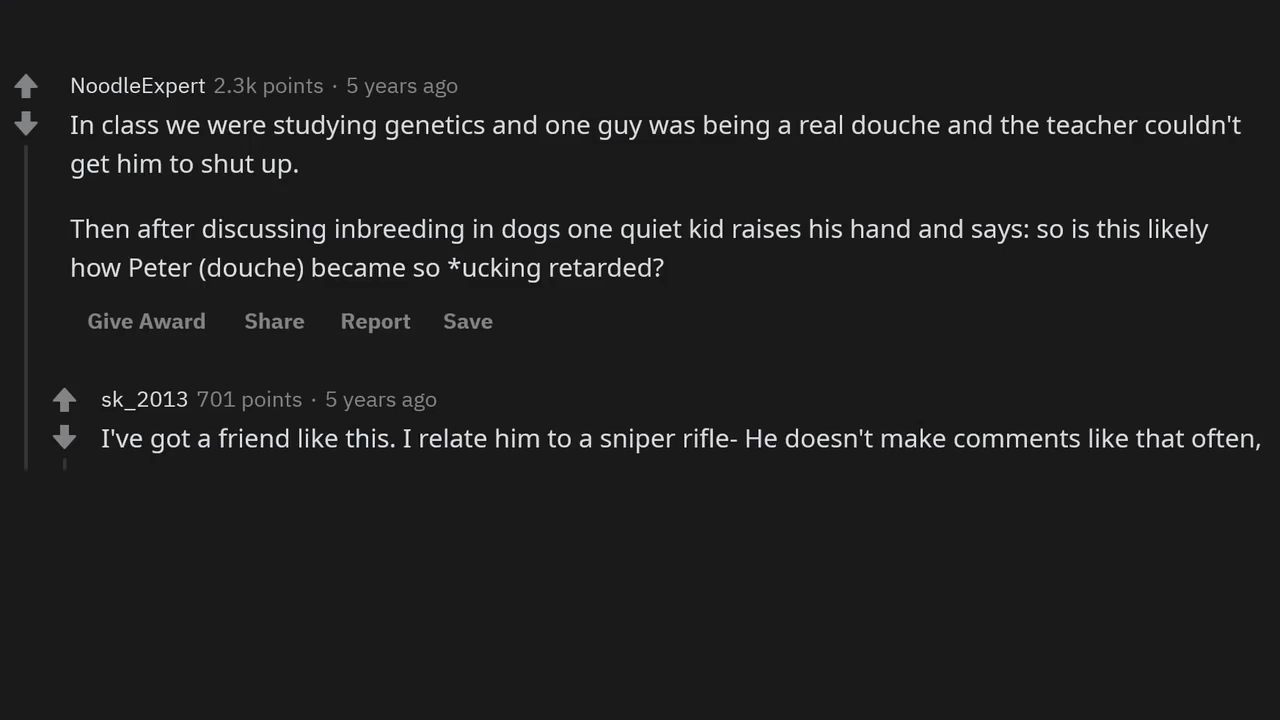 NoodleExpert 2.3k points · 5 years ago
In class we were studying genetics and one guy was being a real douche and the teacher couldn't
get him to shut up.
Then after discussing inbreeding in dogs one quiet kid raises his hand and says: so is this likely
how Peter (douche) became so *ucking retarded?
Give Award Share Report Save
sk_2013 701 points · 5 years ago
I've got a friend like this. I relate him to a sniper rifle- He doesn't make comments like that often,